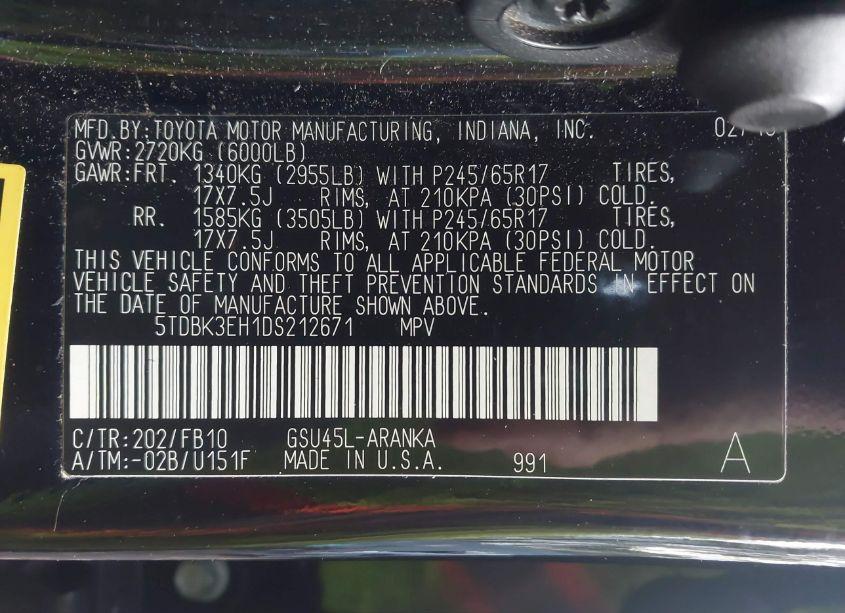 MFD.BY:TOYOTA MOTOR MANUFACTURING, INDIANA, INC.
GVWR:2720KG (6000LB)
GAWR:FRT. 1340KG (2955LB) WITH P245/65R17 TIRES,
17X7.5J RIMS, AT 210KPA (30PSI) COLD.
RR. 1585KG (3505LB) WITH P245/65R17 TIRES,
17X7.5J RIMS, AT 210KPA (30PSI) COLD.
THIS VEHICLE CONFORMS TO ALL APPLICABLE FEDERAL MOTOR
VEHICLE SAFETY AND THEFT PREVENTION STANDARDS IN EFFECT ON
THE DATE OF MANUFACTURE SHOWN ABOVE.
5TDBK3EH1DS212671 MPV
C/TR:202/FB10 GSU45L-ARANKA
A/TM:-02B/U151F MADE IN U.S.A. 991 A